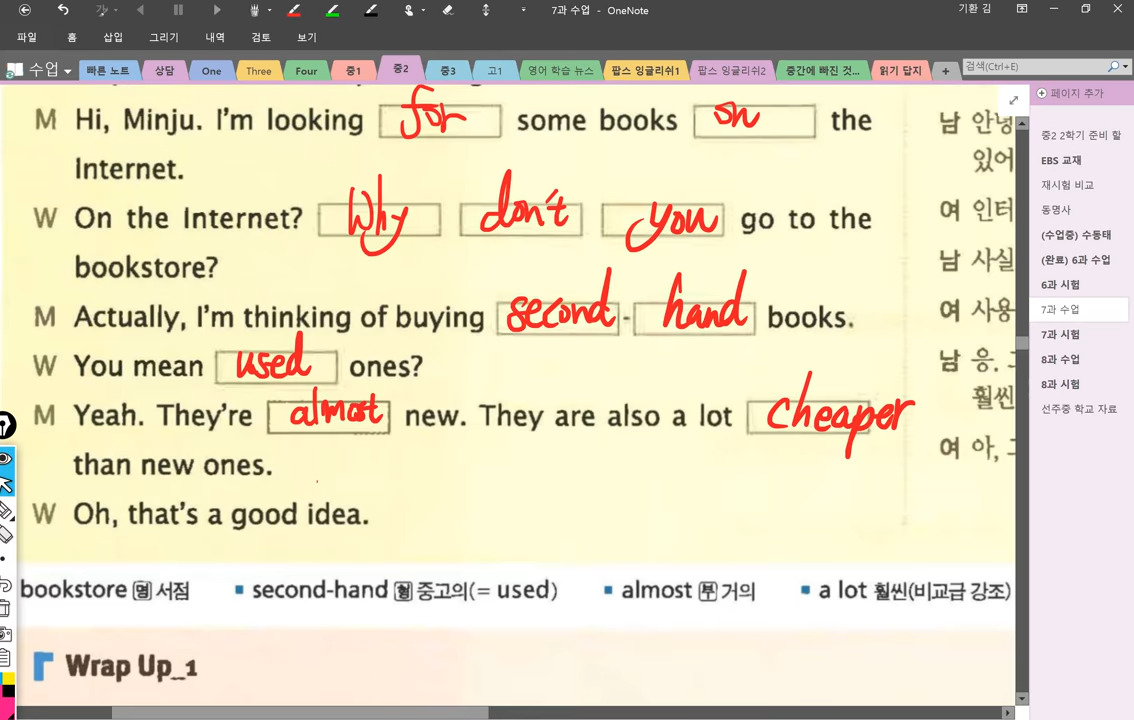 7과 수업 - OneNote
기환 김
파일 홈 삽입 그리기 내역 검토 보기
수업 빠른 노트 상담 One Three Four 중1 중2 중3 고1 영어 학습 뉴스 팝스 잉글리쉬1 팝스 잉글리쉬2 중간에 빠진 것... 읽기 답지 + 검색(Ctrl+E)
M Hi, Minju. I'm looking for some books on the
Internet.
W On the Internet? Why don't you go to the
bookstore?
M Actually, I'm thinking of buying second-hand books.
W You mean used ones?
M Yeah. They're almost new. They are also a lot cheaper
than new ones.
W Oh, that's a good idea.
bookstore 명 서점 ▪ second-hand 형 중고의(= used) ▪ almost 부 거의 ▪ a lot 훨씬(비교급 강조)
Wrap Up_1
남 안녕
있어
여 인터
남 사실
여 사용
남 응. 그
훨씬
여 아, 그
페이지 추가
중2 2학기 준비 할
EBS 교재
재시험 비교
동명사
(수업중) 수동태
(완료) 6과 수업
6과 시험
7과 수업
7과 시험
8과 수업
8과 시험
선주중 학교 자료